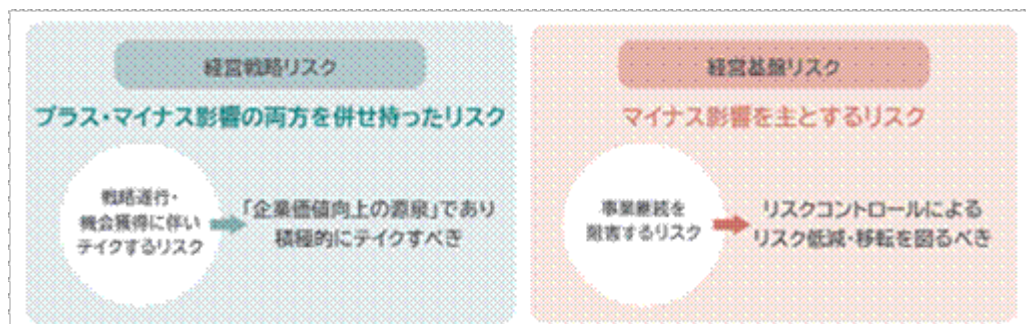 経営戦略リスク
プラス・マイナス影響の両方を併せ持ったリスク
戦略遂行・
機会獲得に伴い
テイクするリスク
「企業価値向上の源泉」であり
積極的にテイクすべき
経営基盤リスク
マイナス影響を主とするリスク
事業継続を
阻害するリスク
リスクコントロールによる
リスク低減・移転を図るべき